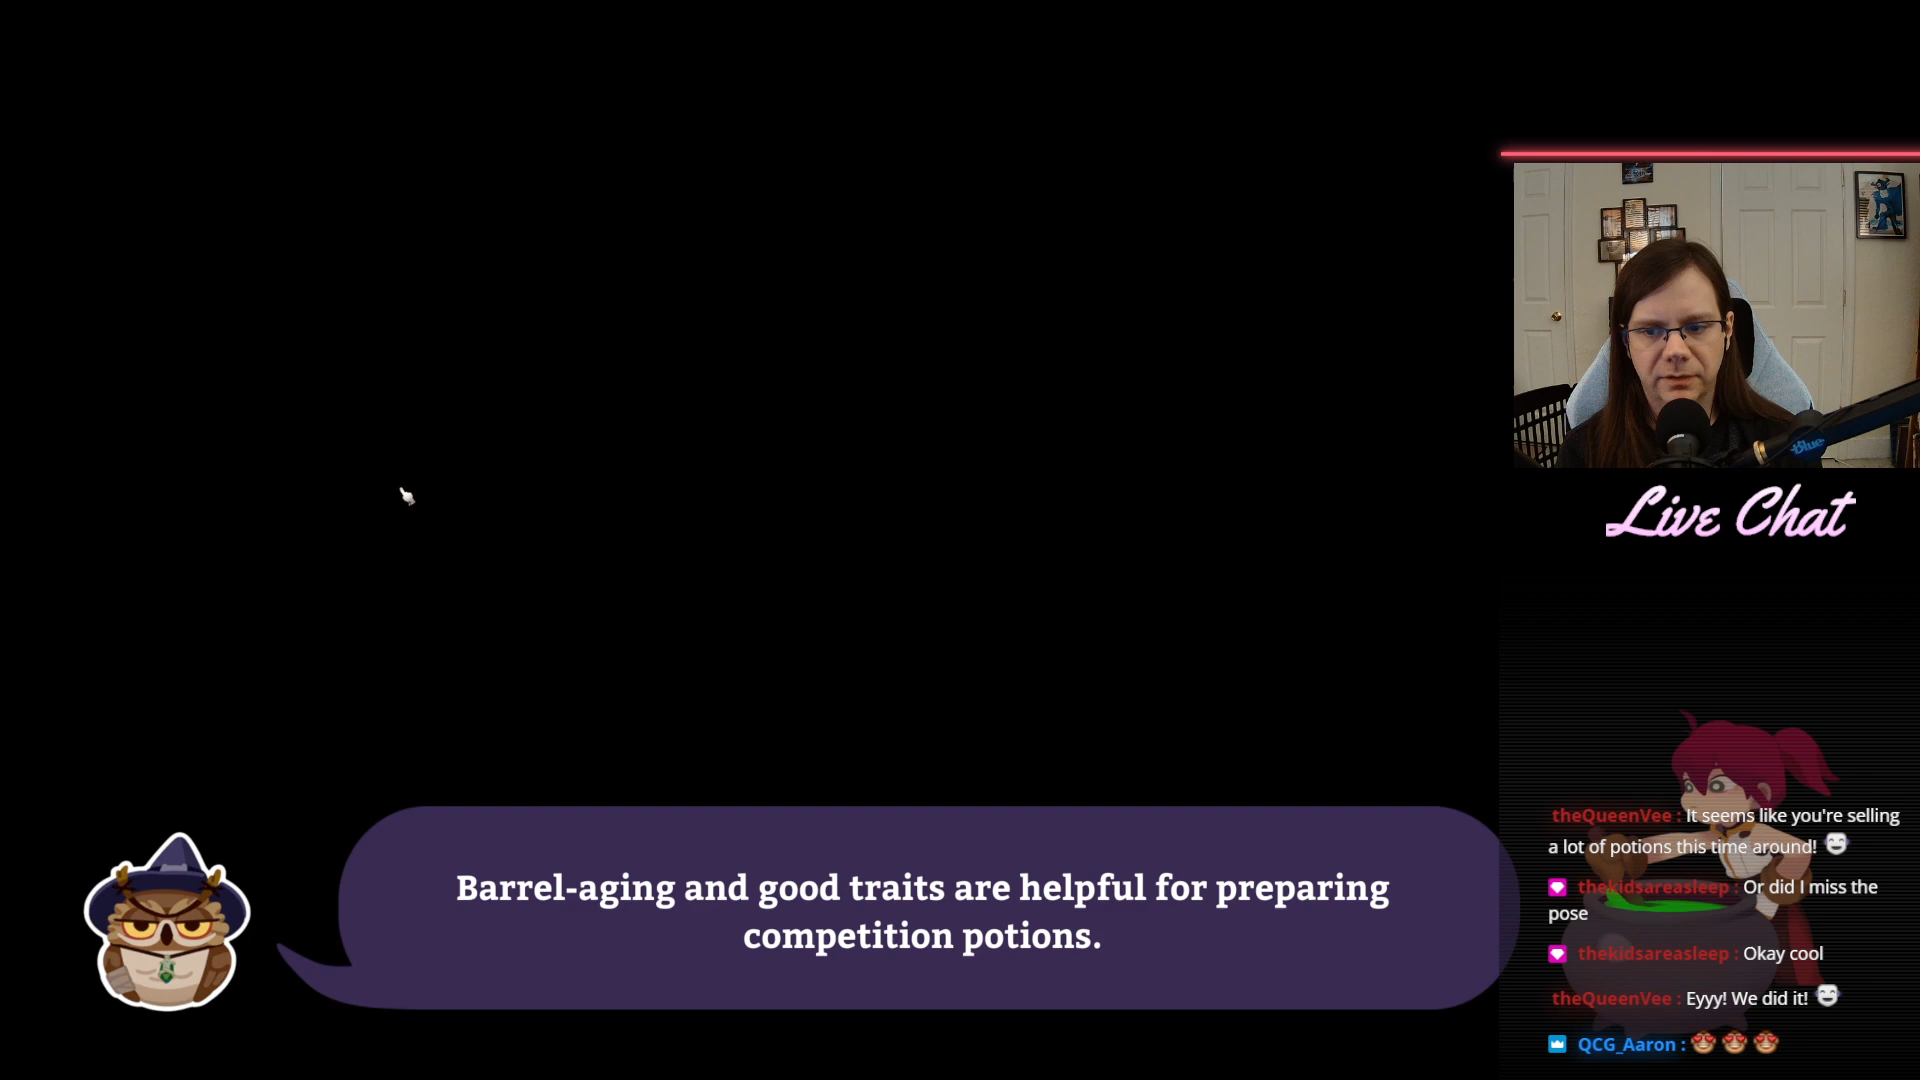 Blue
Live Chat
theQueenVee : It seems like you're selling
a lot of potions this time around!
thekidsareasleep : Or did I miss the
pose
thekidsareasleep : Okay cool
theQueenVee : Eyyy! We did it!
QCG_Aaron :
Barrel-aging and good traits are helpful for preparing
competition potions.